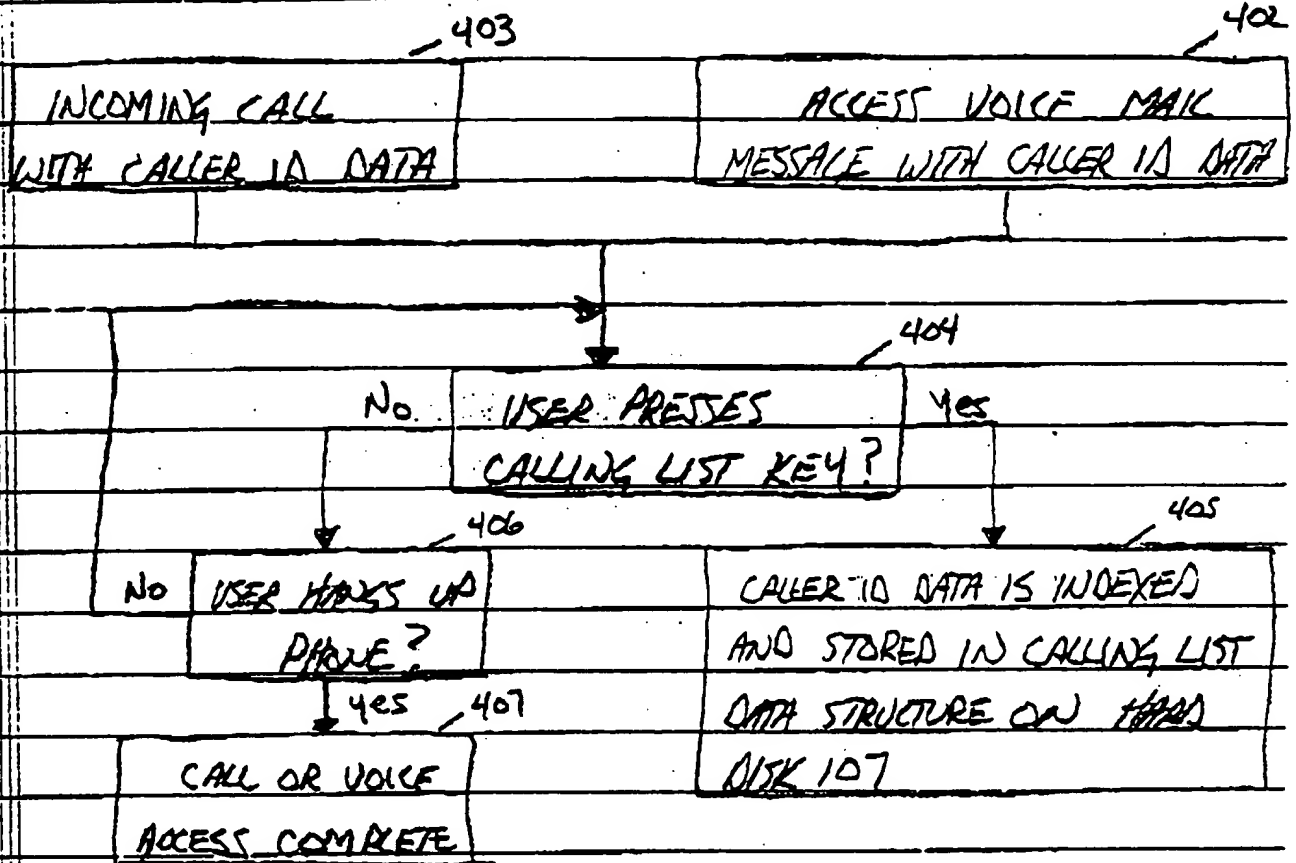 403
INCOMING CALL
WITH CALLER ID DATA
402
ACCESS VOICE MAIL
MESSAGE WITH CALLER ID DATA
404
No
USER PRESSES
CALLING LIST KEY?
Yes
406
No
USER HANGS UP
PHONE?
yes
405
CALLER ID DATA IS INDEXED
AND STORED IN CALLING LIST
DATA STRUCTURE ON HARD
DISK 107
407
CALL OR VOICE
ACCESS COMPLETE